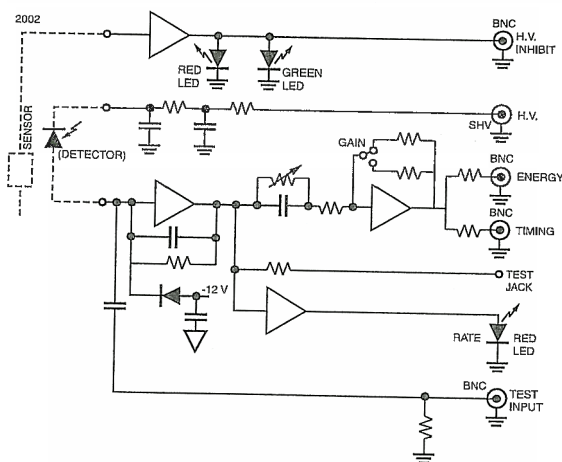 2002
BNC
H.V.
INHIBIT
RED
LED
GREEN
LED
SENSOR
(DETECTOR)
SHV
H.V.
GAIN
BNC
ENERGY
BNC
TIMING
TEST
JACK
-12 V
RATE
RED
LED
BNC
TEST
INPUT